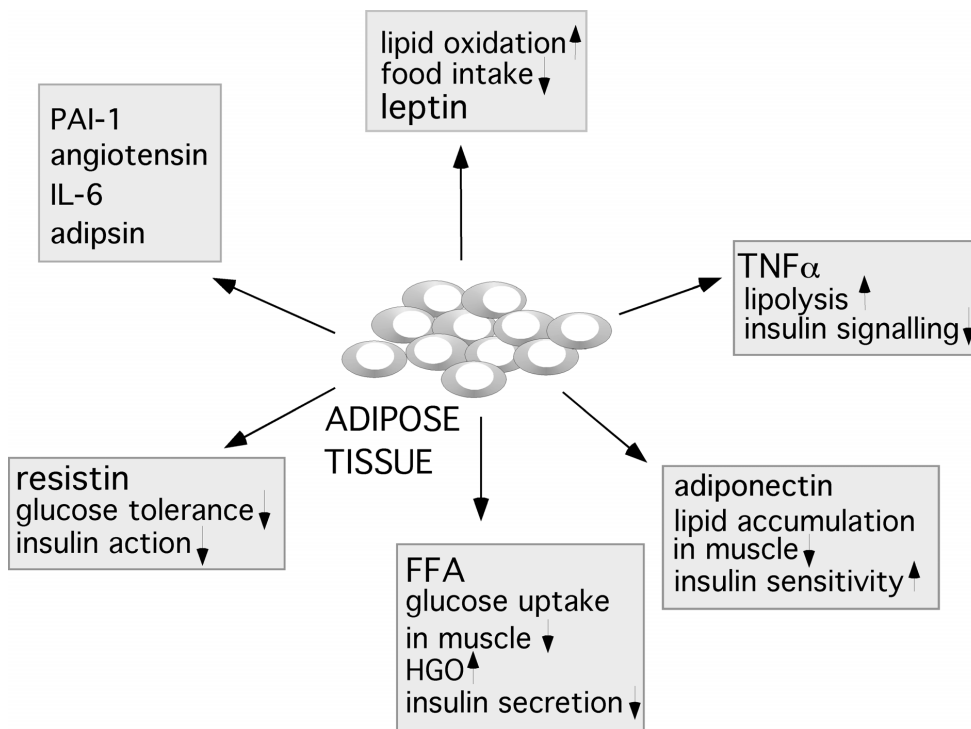 lipid oxidation
food intake
leptin
PAI-1
angiotensin
IL-6
adipsin
TNFα
lipolysis
insulin signalling
ADIPOSE
TISSUE
resistin
glucose tolerance
insulin action
adiponectin
lipid accumulation
in muscle
insulin sensitivity
FFA
glucose uptake
in muscle
HGO
insulin secretion